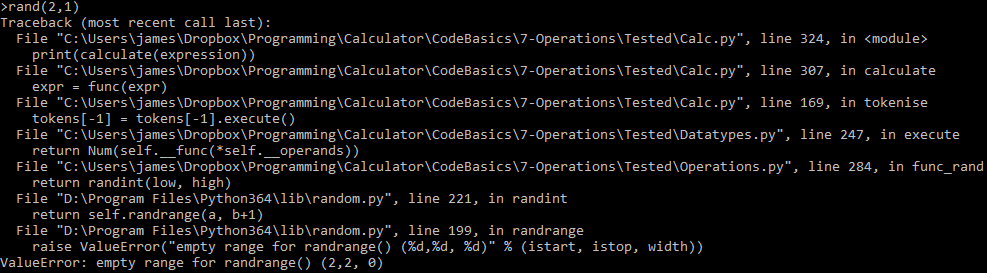 >rand(2,1)
Traceback (most recent call last):
  File "C:\Users\james\Dropbox\Programming\Calculator\CodeBasics\7-Operations\Tested\Calc.py", line 324, in <module>
    print(calculate(expression))
  File "C:\Users\james\Dropbox\Programming\Calculator\CodeBasics\7-Operations\Tested\Calc.py", line 307, in calculate
    expr = func(expr)
  File "C:\Users\james\Dropbox\Programming\Calculator\CodeBasics\7-Operations\Tested\Calc.py", line 169, in tokenise
    tokens[-1] = tokens[-1].execute()
  File "C:\Users\james\Dropbox\Programming\Calculator\CodeBasics\7-Operations\Tested\Datatypes.py", line 247, in execute
    return Num(self.__func(*self.__operands))
  File "C:\Users\james\Dropbox\Programming\Calculator\CodeBasics\7-Operations\Tested\Operations.py", line 284, in func_rand
    return randint(low, high)
  File "D:\Program Files\Python364\lib\random.py", line 221, in randint
    return self.randrange(a, b+1)
  File "D:\Program Files\Python364\lib\random.py", line 199, in randrange
    raise ValueError("empty range for randrange() (%d,%d, %d)" % (istart, istop, width))
ValueError: empty range for randrange() (2,2, 0)